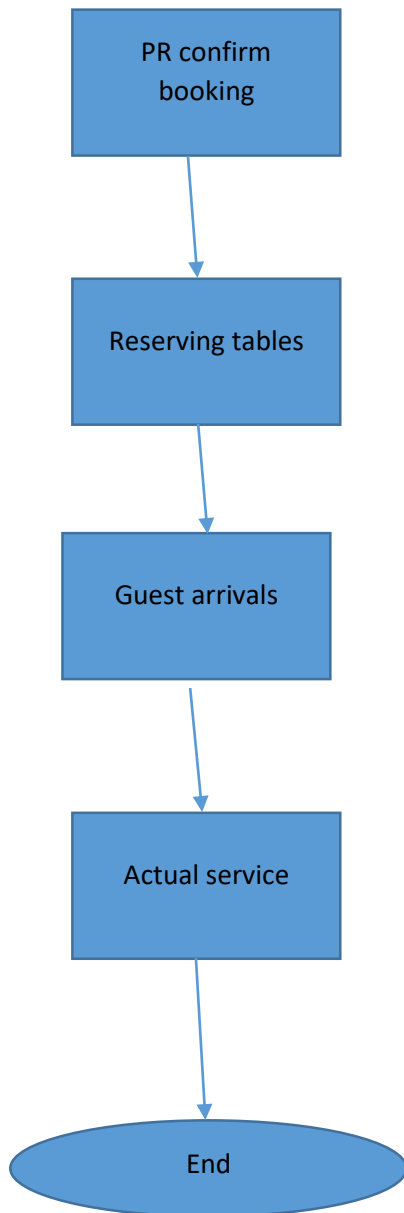 PR confirm
booking
Reserving tables
Guest arrivals
Actual service
End